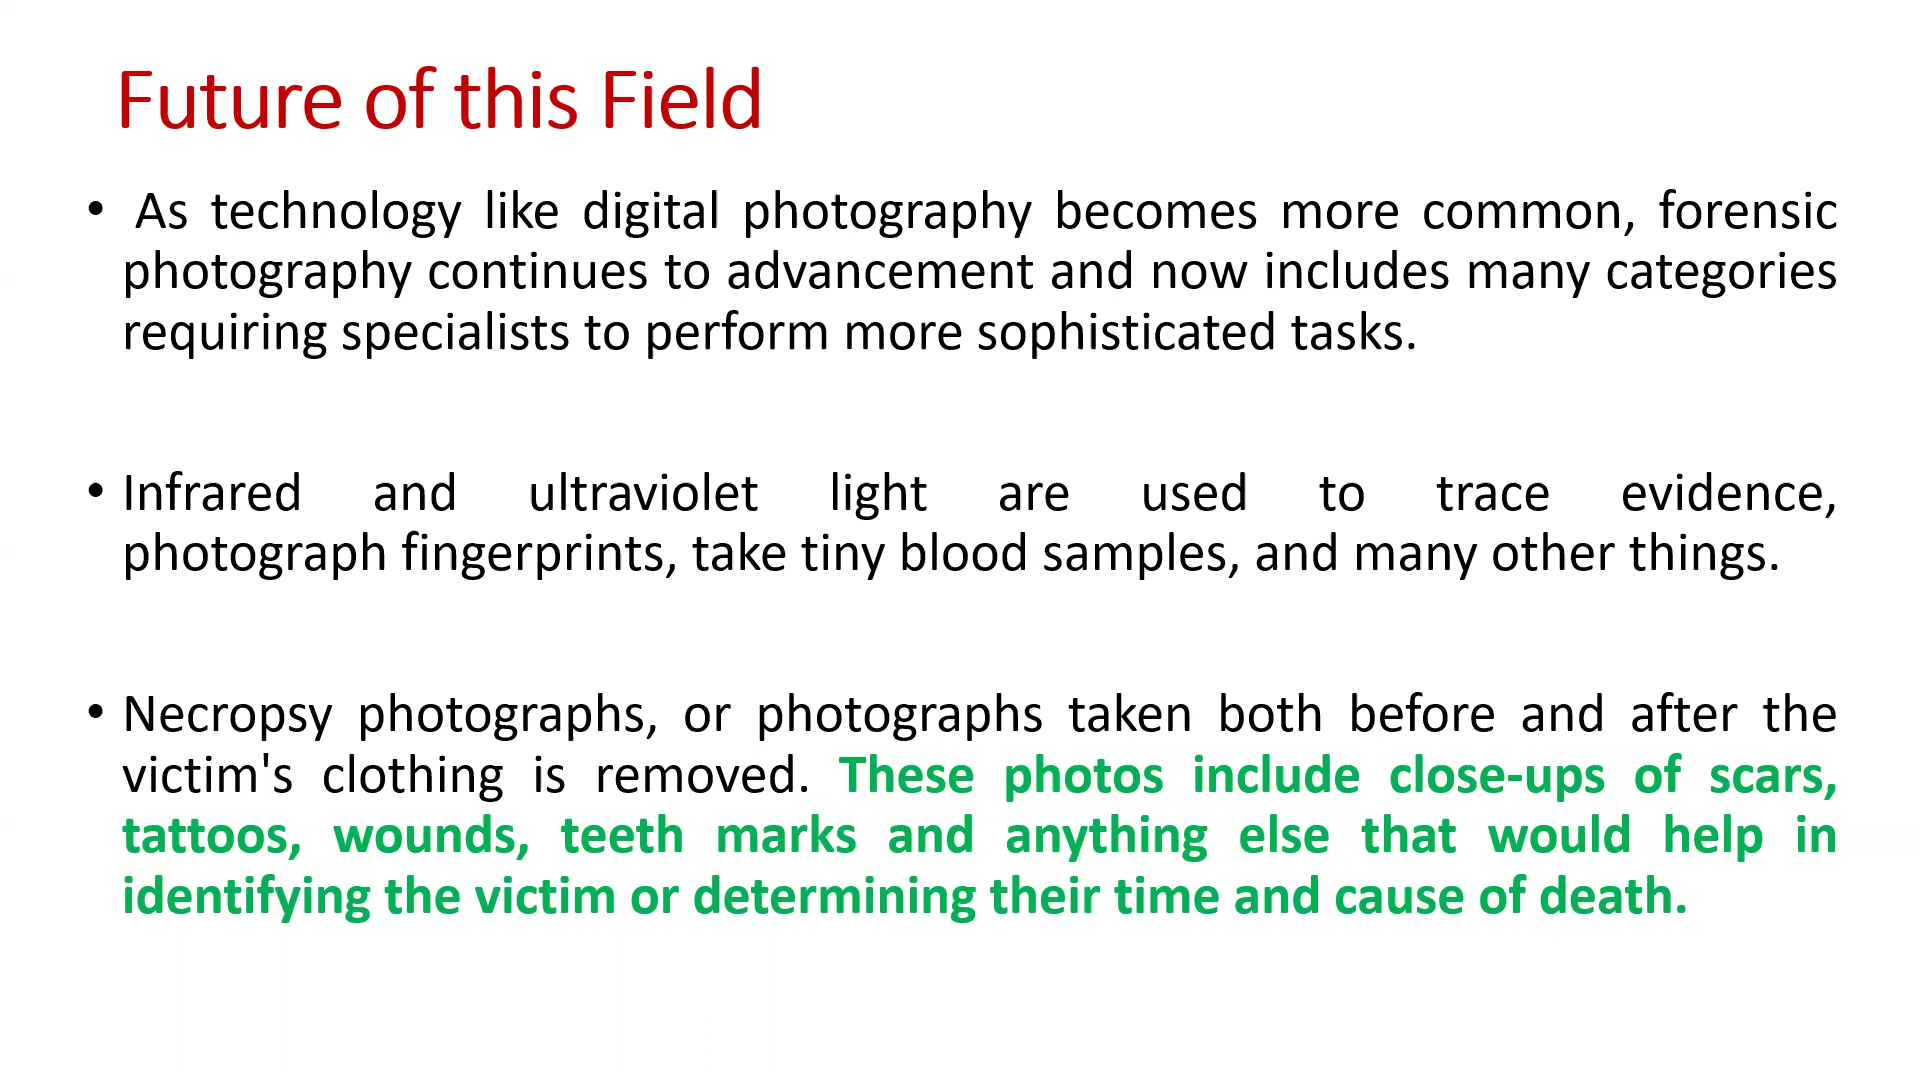 Future of this Field
• As technology like digital photography becomes more common, forensic
photography continues to advancement and now includes many categories
requiring specialists to perform more sophisticated tasks.
• Infrared and ultraviolet light are used to trace evidence,
photograph fingerprints, take tiny blood samples, and many other things.
• Necropsy photographs, or photographs taken both before and after the
victim's clothing is removed. These photos include close-ups of scars,
tattoos, wounds, teeth marks and anything else that would help in
identifying the victim or determining their time and cause of death.